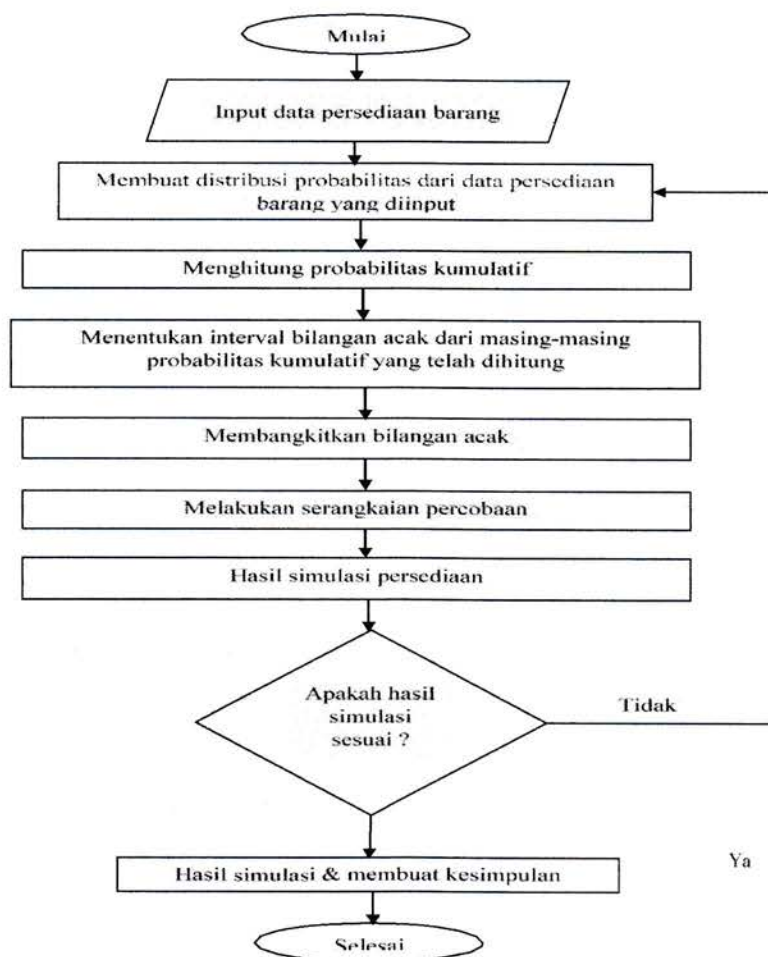 Mulai
Input data persediaan barang
Membuat distribusi probabilitas dari data persediaan
barang yang diinput
Menghitung probabilitas kumulatif
Menentukan interval bilangan acak dari masing-masing
probabilitas kumulatif yang telah dihitung
Membangkitkan bilangan acak
Melakukan serangkaian percobaan
Hasil simulasi persediaan
Apakah hasil
simulasi
sesuai ?
Tidak
Ya
Hasil simulasi & membuat kesimpulan
Selesai